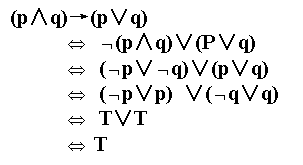 (p∧q)→(p∨q)
⇔ ¬(p∧q)∨(P∨q)
⇔ (¬p∨¬q)∨(p∨q)
⇔ (¬p∨p) ∨(¬q∨q)
⇔ T∨T
⇔ T